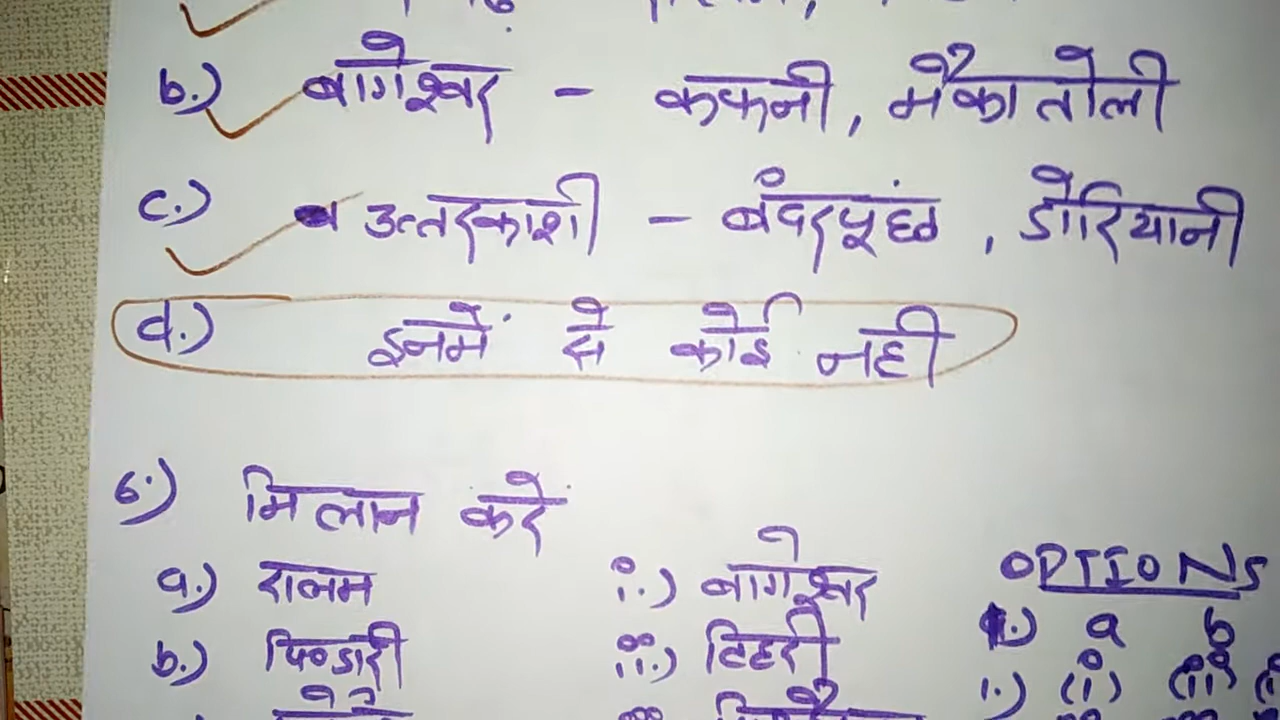 b.) बागेश्वर - कफनी, मैकातोली
c.) उत्तरकाशी - बंदरपूंछ, डोरियानी
d.) इनमें से कोई नही
6.) मिलान करे
a.) रालम i.) बागेश्वर OPTIONS
b.) पिण्डारी ii.) टिहरी a b
i.) (i) (ii)